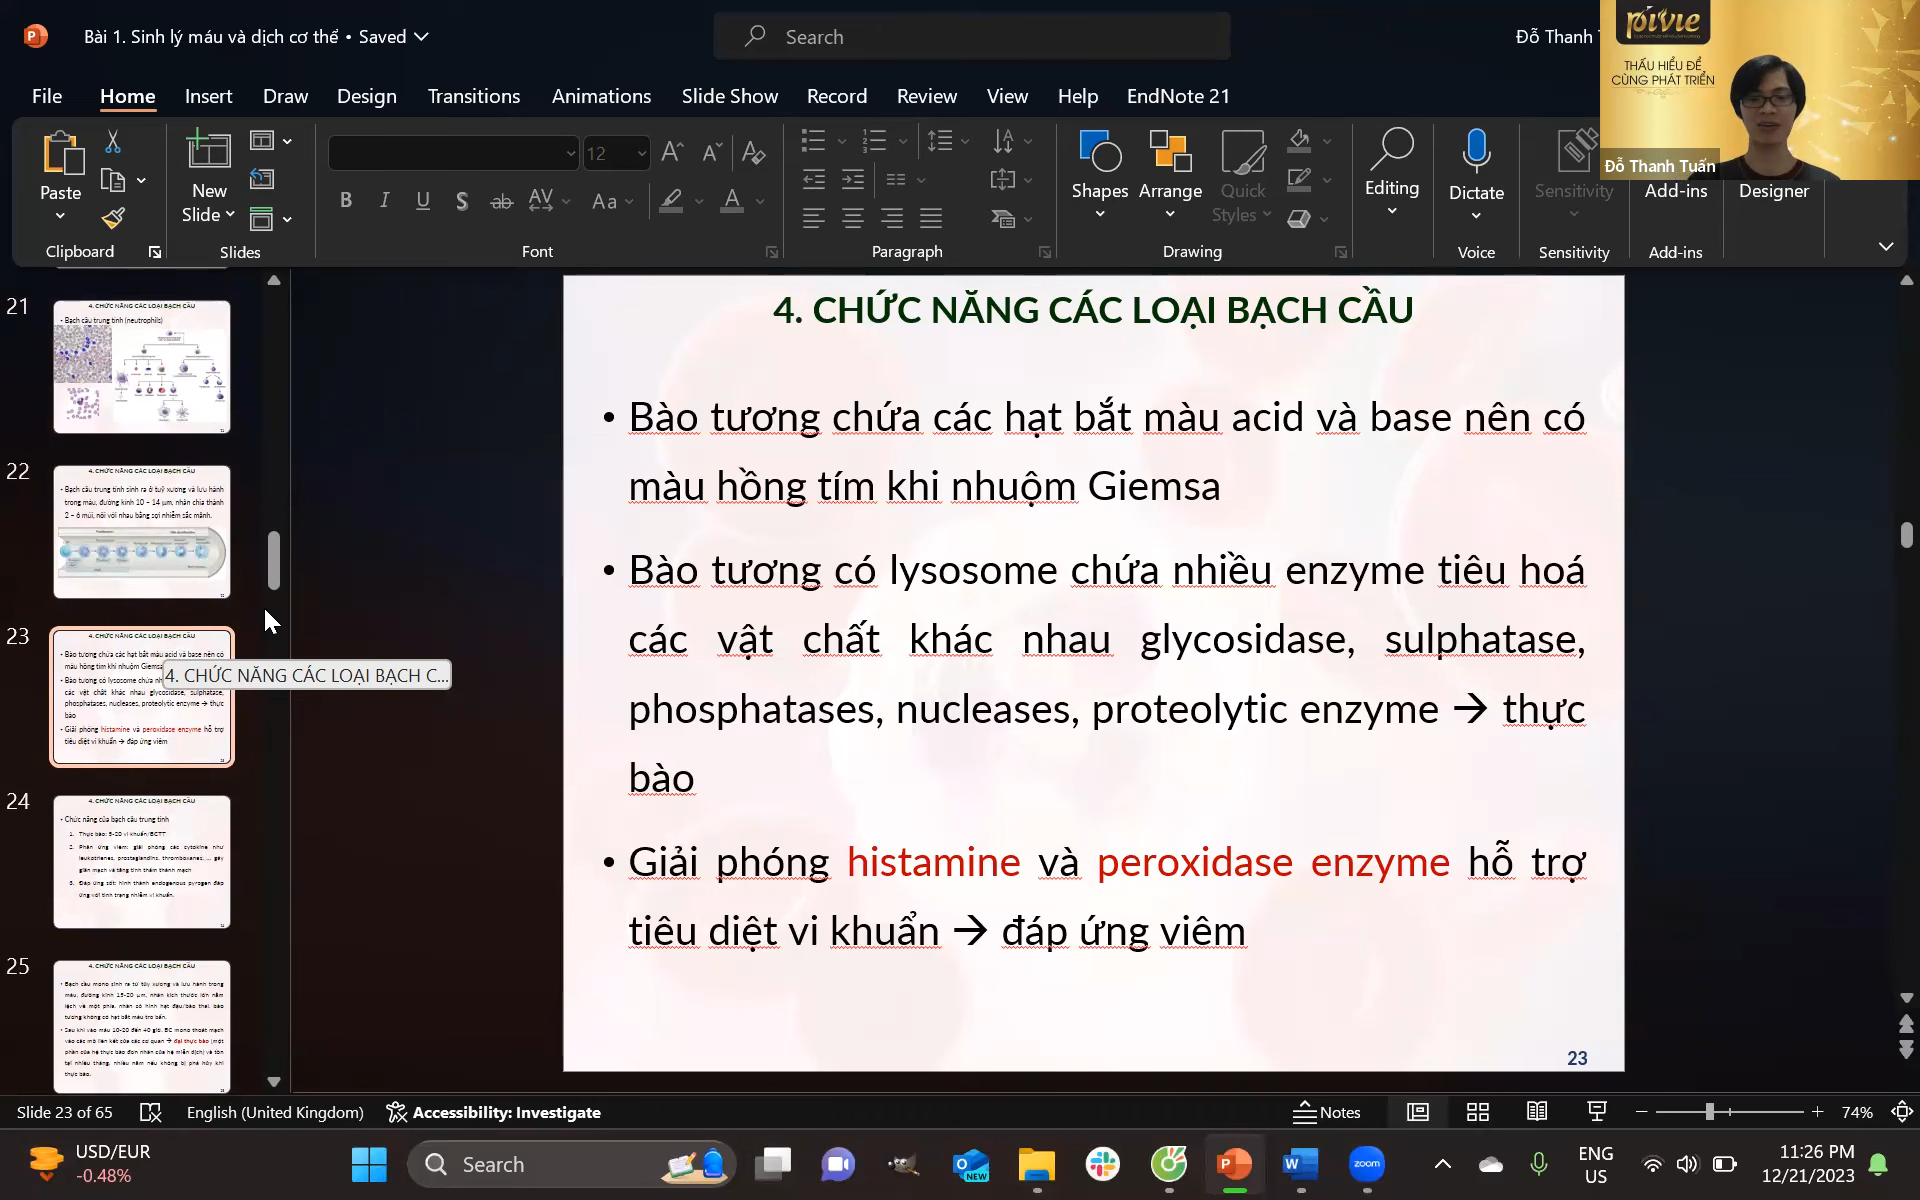 Bài 1. Sinh lý máu và dịch cơ thể • Saved
Search
Đỗ Thanh
pivie
THẤU HIỂU ĐỂ
CÙNG PHÁT TRIỂN
Đỗ Thanh Tuấn
File Home Insert Draw Design Transitions Animations Slide Show Record Review View Help EndNote 21
Paste
New
Slide
12
Shapes
Arrange
Quick
Styles
Editing
Dictate
Sensitivity
Add-ins
Designer
Clipboard
Slides
Font
Paragraph
Drawing
Voice
Sensitivity
Add-ins
21
4. CHỨC NĂNG CÁC LOẠI BẠCH CẦU
• Bạch cầu trung tính (neutrophils)
22
4. CHỨC NĂNG CÁC LOẠI BẠCH CẦU
• Bạch cầu trung tính sinh ra ở tuỷ xương và lưu hành
trong máu, đường kính 10 – 14 µm, nhân chia thành
2 – 6 múi, nối với nhau bằng sợi nhiễm sắc mảnh.
23
4. CHỨC NĂNG CÁC LOẠI BẠCH CẦU
• Bào tương chứa các hạt bắt màu acid và base nên có
màu hồng tím khi nhuộm Giemsa
4. CHỨC NĂNG CÁC LOẠI BẠCH C...
• Bào tương có lysosome chứa
các vật chất khác nhau glycosidase, sulphatase,
phosphatases, nucleases, proteolytic enzyme → thực
bào
• Giải phóng histamine và peroxidase enzyme hỗ trợ
tiêu diệt vi khuẩn → đáp ứng viêm
24
4. CHỨC NĂNG CÁC LOẠI BẠCH CẦU
• Chức năng của bạch cầu trung tính
1. Thực bào: 5-20 vi khuẩn/BCTT
2. Phản ứng viêm: giải phóng các cytokine như
leukotrienes, prostaglandins, thromboxanes, ... gây
giãn mạch và tăng tính thấm thành mạch
3. Đáp ứng sốt: hình thành endogenous pyrogen đáp
ứng với tình trạng nhiễm vi khuẩn.
25
4. CHỨC NĂNG CÁC LOẠI BẠCH CẦU
• Bạch cầu mono sinh ra từ tủy xương và lưu hành trong
máu, đường kính 15-20 µm, nhân kích thước lớn nằm
lệch về một phía, nhân có hình hạt đậu/bào thai, bào
tương không có hạt bắt màu
• Sau khi vào máu 10-20 đến 40 giờ, BC mono thoát mạch
vào các mô liên kết của các cơ quan → đại thực bào (một
phần của hệ thực bào đơn nhân của hệ miễn dịch) và tồn
tại nhiều tháng, nhiều năm nếu không bị phá hủy khi
thực bào.
4. CHỨC NĂNG CÁC LOẠI BẠCH CẦU
• Bào tương chứa các hạt bắt màu acid và base nên có
màu hồng tím khi nhuộm Giemsa
• Bào tương có lysosome chứa nhiều enzyme tiêu hoá
các vật chất khác nhau glycosidase, sulphatase,
phosphatases, nucleases, proteolytic enzyme → thực
bào
• Giải phóng histamine và peroxidase enzyme hỗ trợ
tiêu diệt vi khuẩn → đáp ứng viêm
23
Slide 23 of 65
English (United Kingdom)
Accessibility: Investigate
Notes
74%
USD/EUR
-0.48%
Search
NEW
zoom
ENG
US
11:26 PM
12/21/2023